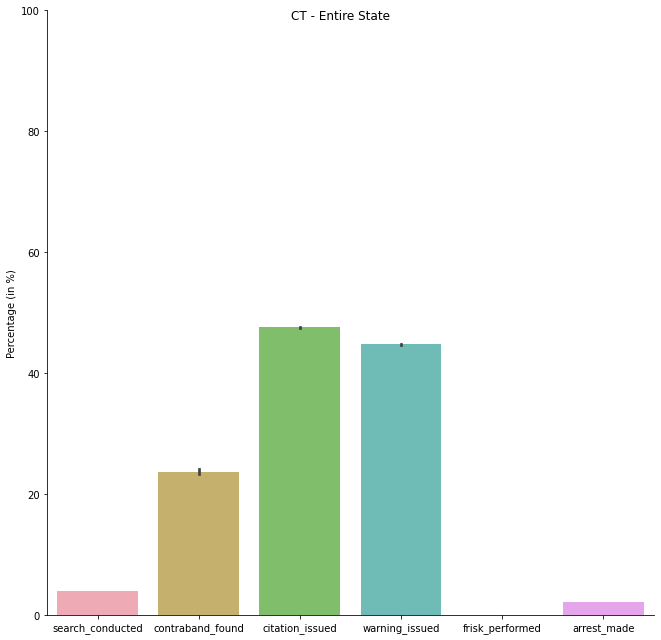 CT - Entire State
100
80
60
40
20
0
Percentage (in %)
search_conducted
contraband_found
citation_issued
warning_issued
frisk_performed
arrest_made